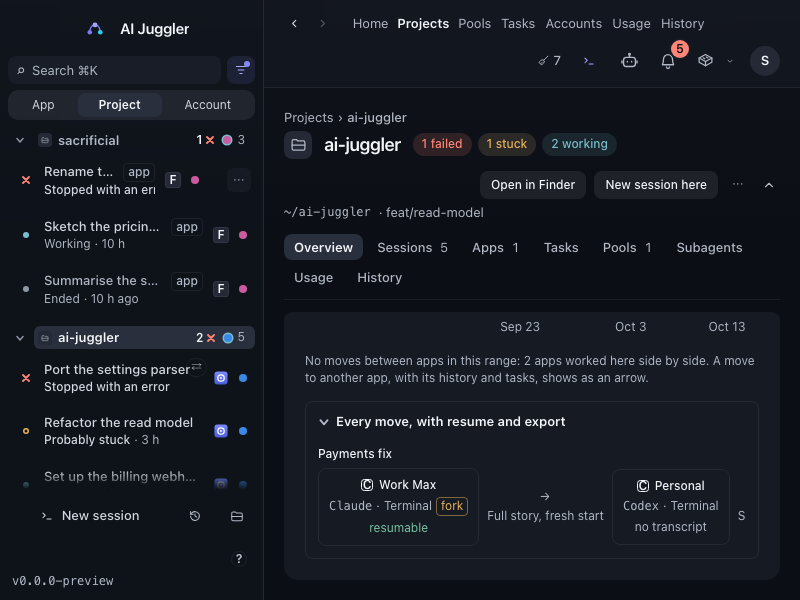 AI Juggler
Search ⌘K
App Project Account
sacrificial 1 3
Rename t... app F
Stopped with an err
Sketch the pricin... app F
Working · 10 h
Summarise the s... app F
Ended · 10 h ago
ai-juggler 2 5
Port the settings parser
Stopped with an error
Refactor the read model
Probably stuck · 3 h
Set up the billing webh...
New session
?
v0.0.0-preview
Home Projects Pools Tasks Accounts Usage History
7 5 S
Projects › ai-juggler
ai-juggler 1 failed 1 stuck 2 working
Open in Finder New session here ...
~/ai-juggler · feat/read-model
Overview Sessions 5 Apps 1 Tasks Pools 1 Subagents
Usage History
Sep 23 Oct 3 Oct 13
No moves between apps in this range: 2 apps worked here side by side. A move
to another app, with its history and tasks, shows as an arrow.
Every move, with resume and export
Payments fix
C Work Max
Claude · Terminal fork
resumable
→
Full story, fresh start
C Personal
Codex · Terminal
no transcript
S